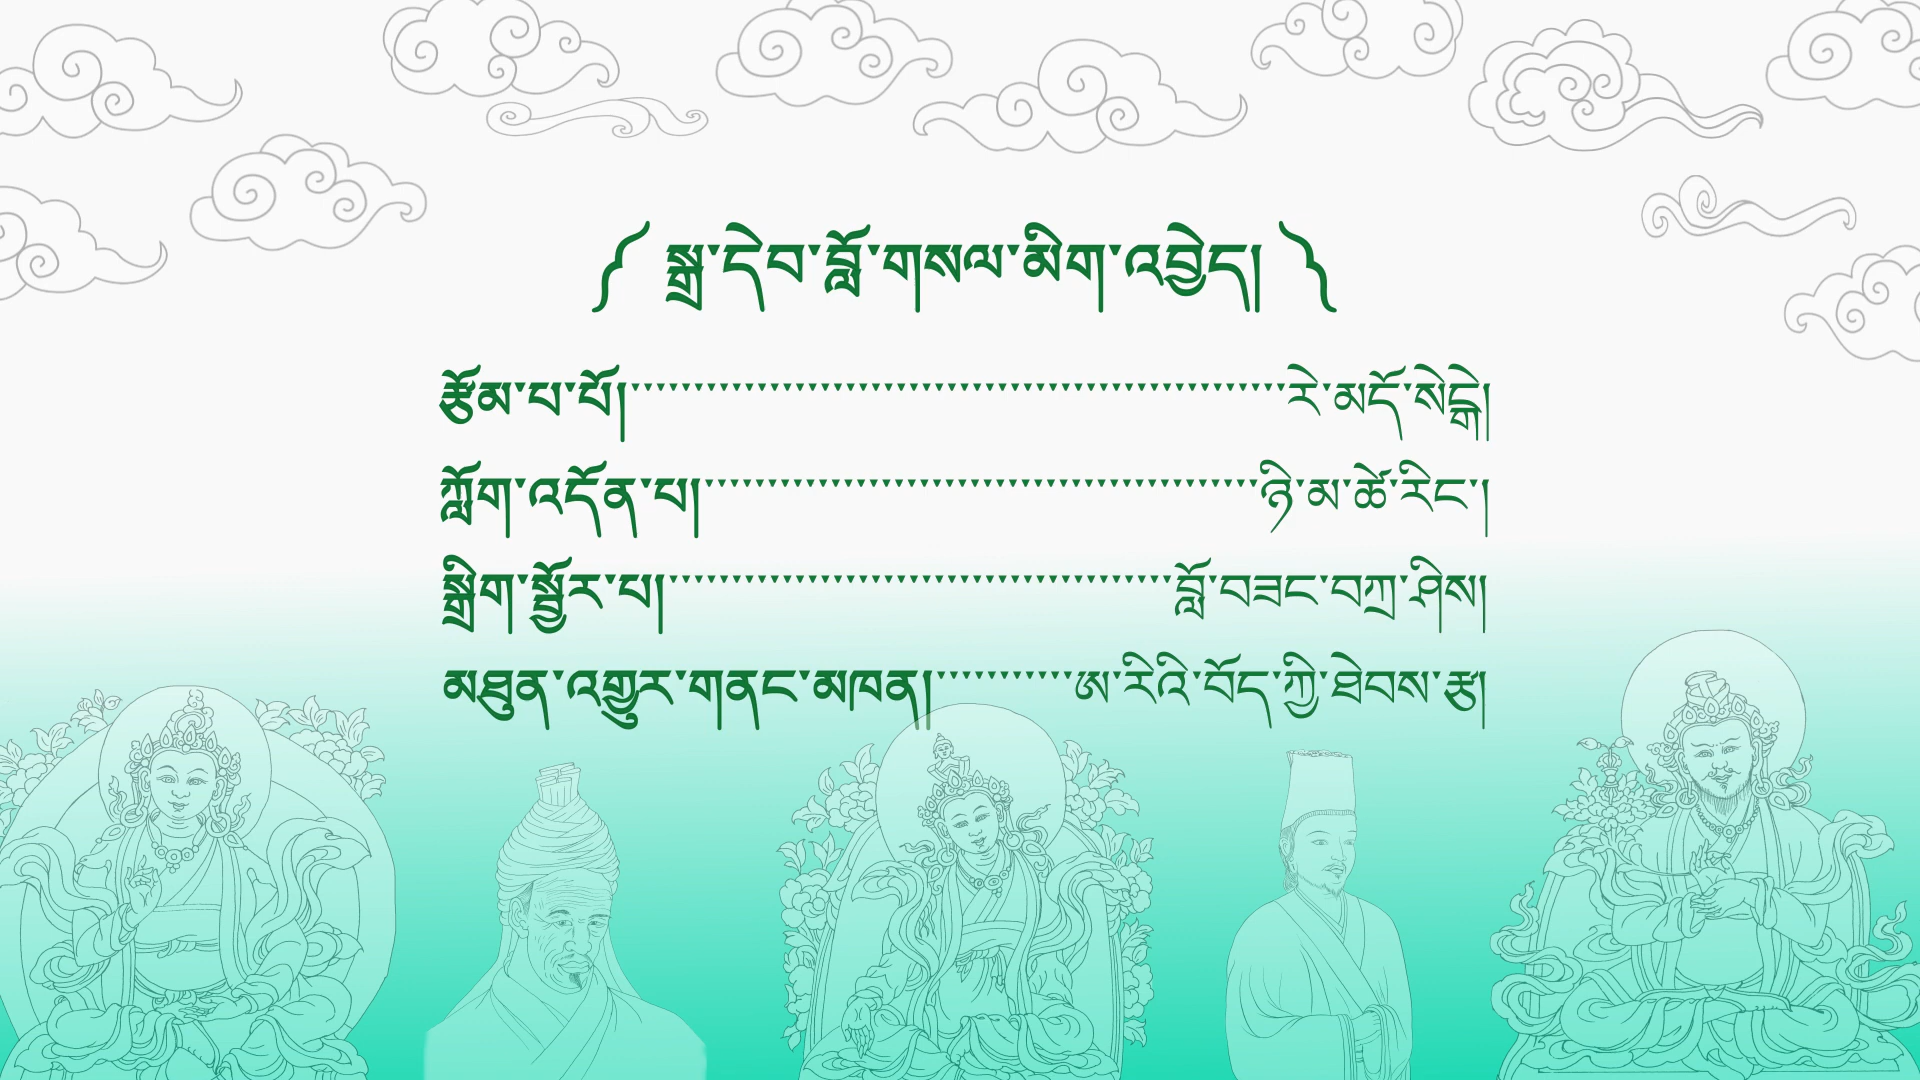 ༼ སྒྲ་དེབ་བློ་གསལ་མིག་འབྱེད། ༽
རྩོམ་པ་པོ།་་་་་་་་་་་་་་་་་་་་་་་་་་་་་་་་་་་་་་་་་་་་་་་་་་་་རེ་མདོ་སེངྒེ།
ཀློག་འདོན་པ།་་་་་་་་་་་་་་་་་་་་་་་་་་་་་་་་་་་་་་་་་་་་ཉི་མ་ཚེ་རིང་།
སྒྲིག་སྦྱོར་པ།་་་་་་་་་་་་་་་་་་་་་་་་་་་་་་་་་་་་་་་་བློ་བཟང་བཀྲ་ཤིས།
མཐུན་འགྱུར་གནང་མཁན།་་་་་་་་་་་ཨ་རིའི་བོད་ཀྱི་ཐེབས་རྩ།